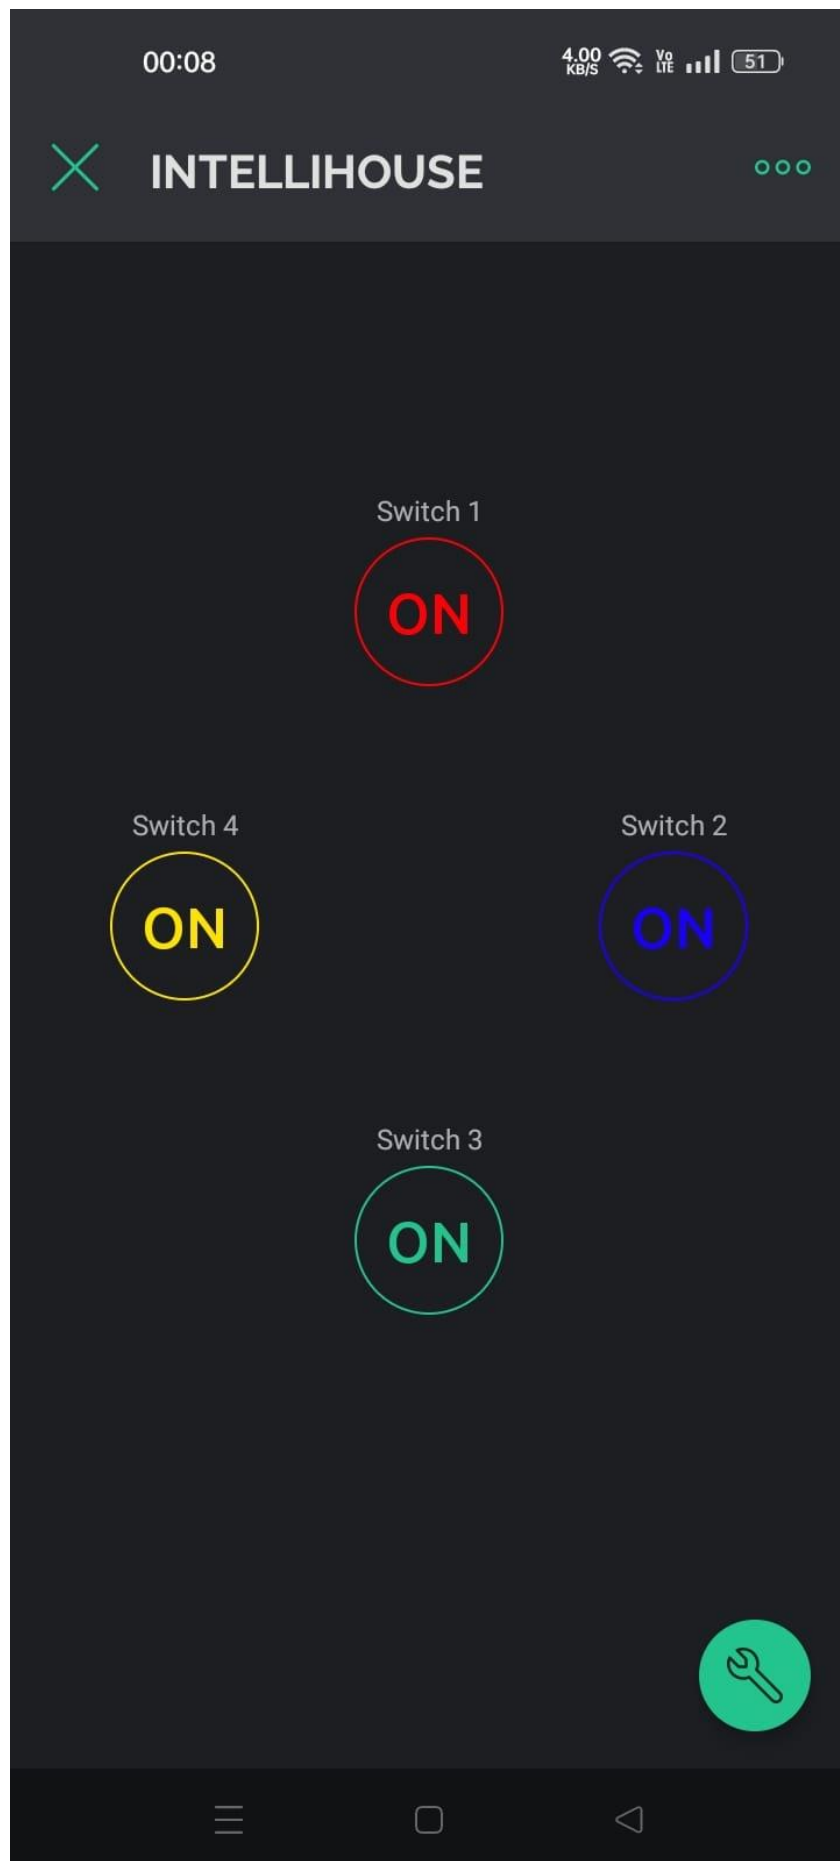 00:08
4.00
KB/S
Vo
LTE
51
INTELLIHOUSE
Switch 1
ON
Switch 4
Switch 2
ON
ON
Switch 3
ON